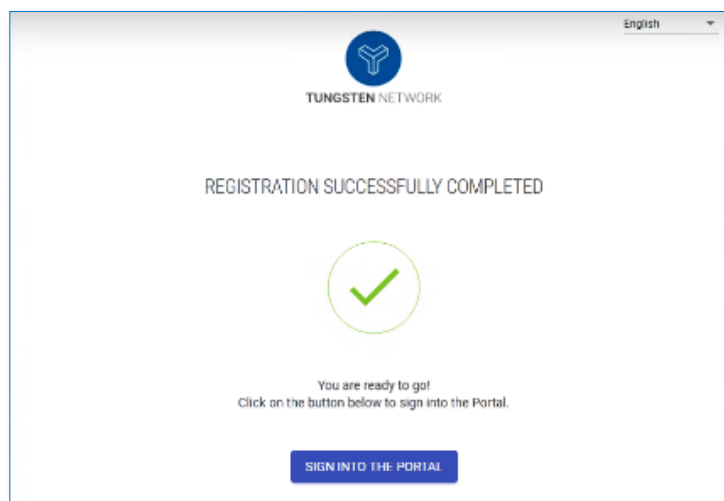 English
TUNGSTEN NETWORK
REGISTRATION SUCCESSFULLY COMPLETED
You are ready to go!
Click on the button below to sign into the Portal.
SIGN INTO THE PORTAL